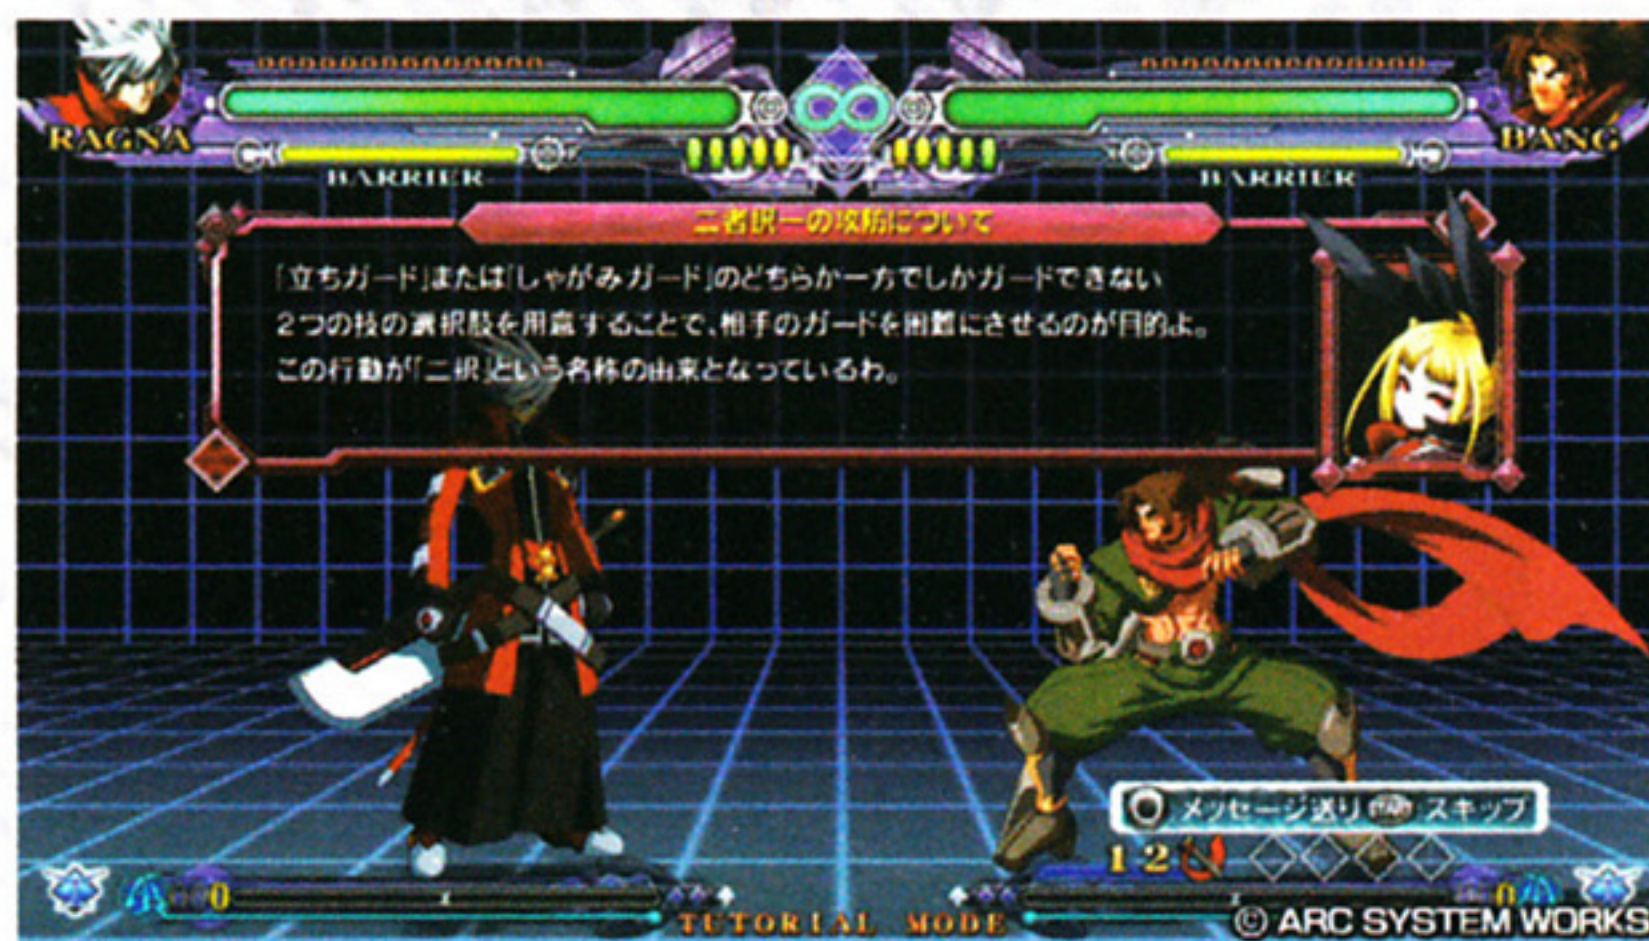 RAGNA
BANG
BARRIER
BARRIER
二者択一の攻防について
「立ちガード」または「しゃがみガード」のどちらか一方でしかガードできない
2つの技の選択肢を用意することで、相手のガードを困難にさせるのが目的よ。
この行動が「二択」という名称の由来となっているわ。
メッセージ送り START スキップ
12
0
0
TUTORIAL MODE
© ARC SYSTEM WORKS